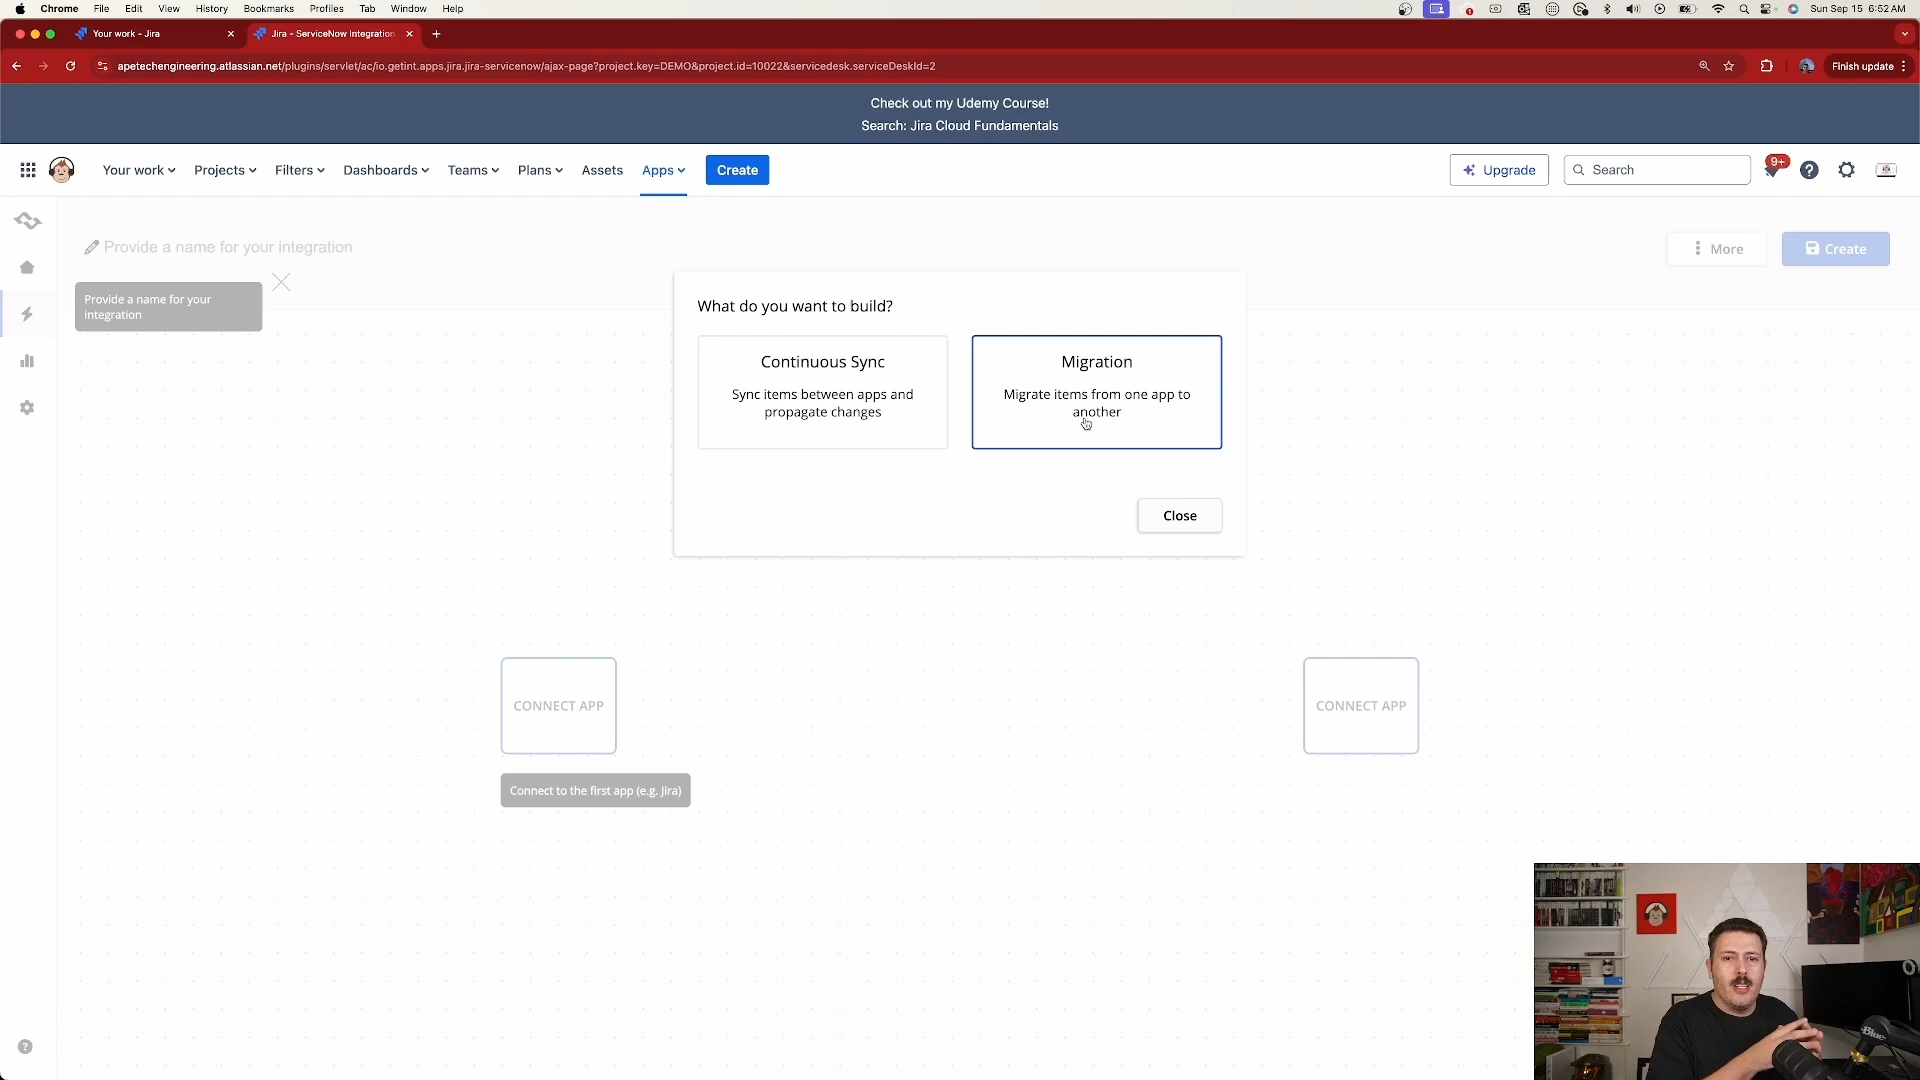 Chrome File Edit View History Bookmarks Profiles Tab Window Help
Sun Sep 15 6:52 AM
Your work - Jira
Jira - ServiceNow Integration
apetechengineering.atlassian.net/plugins/servlet/ac/io.getint.apps.jira.jira-servicenow/ajax-page?project.key=DEMO&project.id=10022&servicedesk.serviceDeskId=2
Finish update
Check out my Udemy Course!
Search: Jira Cloud Fundamentals
Your work Projects Filters Dashboards Teams Plans Assets Apps Create
Upgrade
Search
9+
Provide a name for your integration
More
Create
Provide a name for your
integration
What do you want to build?
Continuous Sync
Sync items between apps and
propagate changes
Migration
Migrate items from one app to
another
Close
CONNECT APP
CONNECT APP
Connect to the first app (e.g. Jira)
Blue